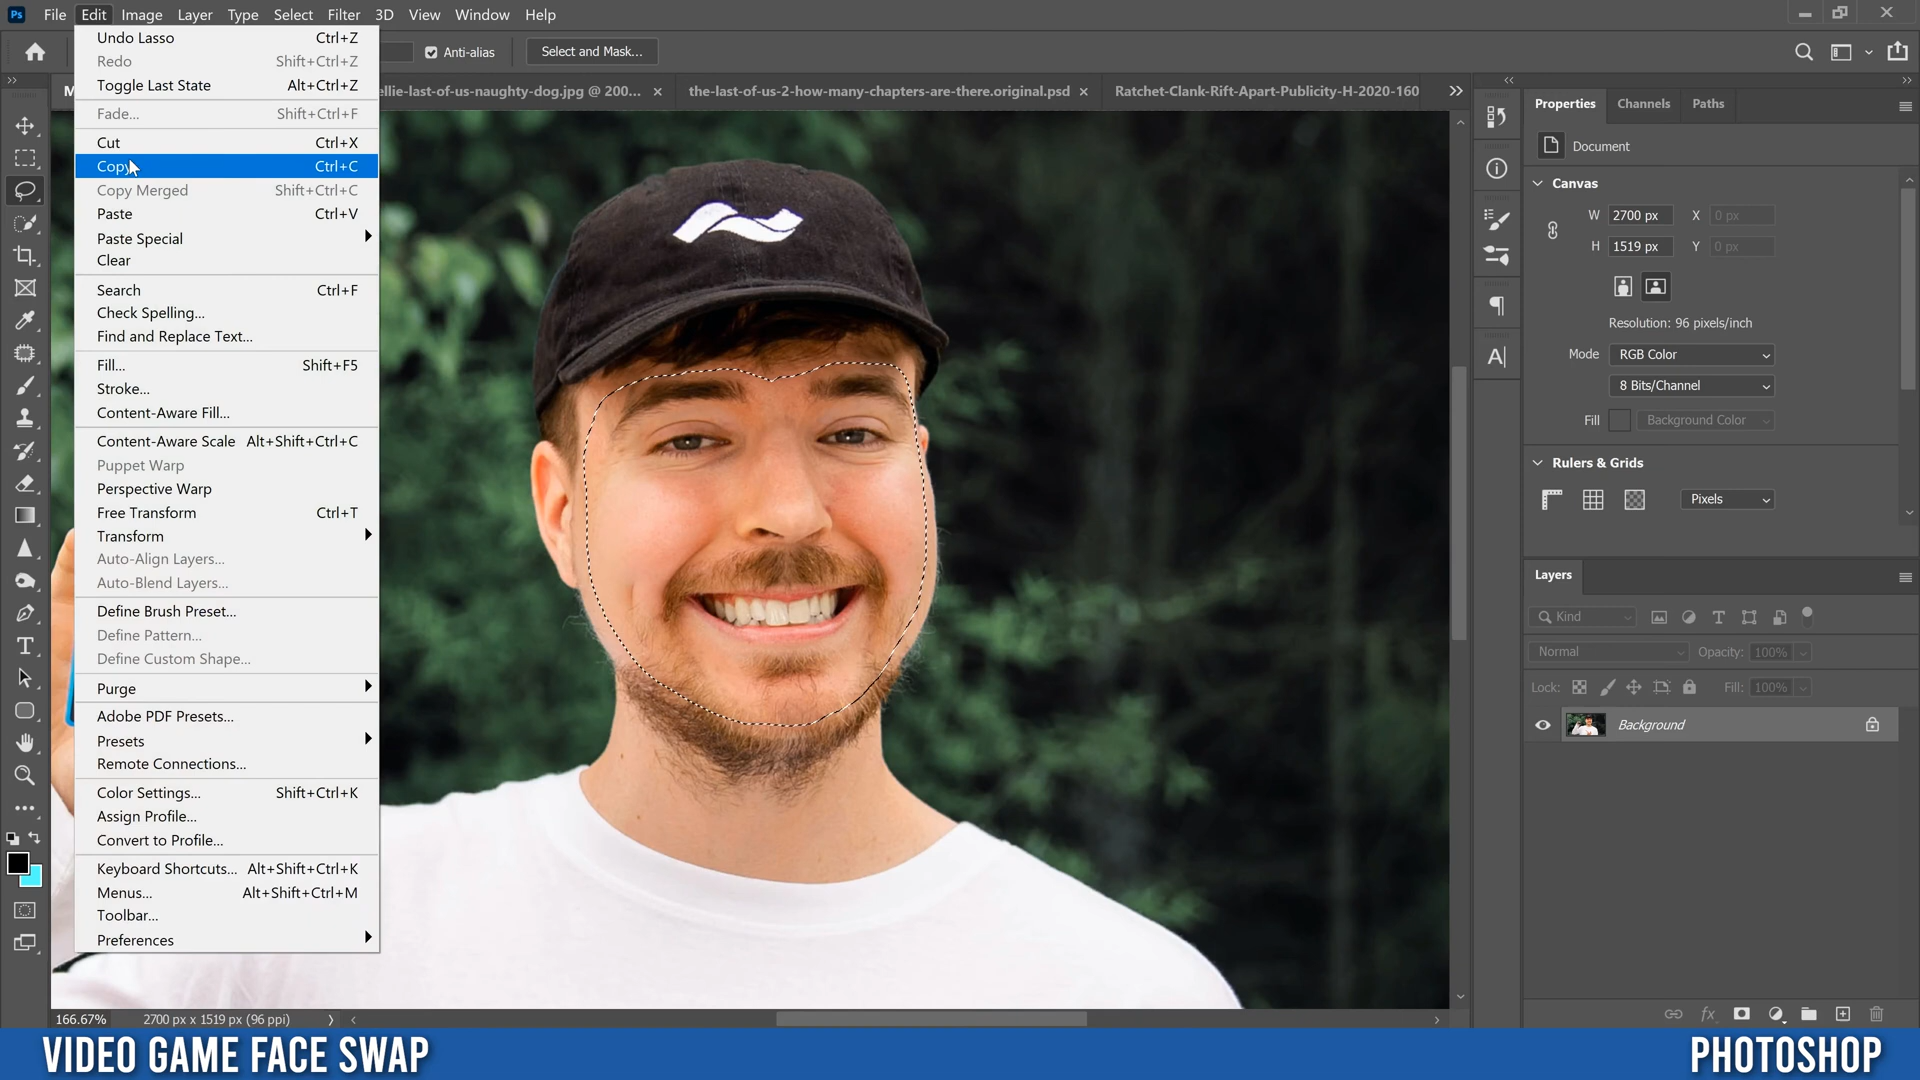 Ps File Edit Image Layer Type Select Filter 3D View Window Help
Anti-alias Select and Mask...
ellie-last-of-us-naughty-dog.jpg @ 200... × the-last-of-us-2-how-many-chapters-are-there.original.psd × Ratchet-Clank-Rift-Apart-Publicity-H-2020-160
Undo Lasso Ctrl+Z
Redo Shift+Ctrl+Z
Toggle Last State Alt+Ctrl+Z
Fade... Shift+Ctrl+F
Cut Ctrl+X
Copy Ctrl+C
Copy Merged Shift+Ctrl+C
Paste Ctrl+V
Paste Special
Clear
Search Ctrl+F
Check Spelling...
Find and Replace Text...
Fill... Shift+F5
Stroke...
Content-Aware Fill...
Content-Aware Scale Alt+Shift+Ctrl+C
Puppet Warp
Perspective Warp
Free Transform Ctrl+T
Transform
Auto-Align Layers...
Auto-Blend Layers...
Define Brush Preset...
Define Pattern...
Define Custom Shape...
Purge
Adobe PDF Presets...
Presets
Remote Connections...
Color Settings... Shift+Ctrl+K
Assign Profile...
Convert to Profile...
Keyboard Shortcuts... Alt+Shift+Ctrl+K
Menus... Alt+Shift+Ctrl+M
Toolbar...
Preferences
Properties Channels Paths
Document
Canvas
W 2700 px X 0 px
H 1519 px Y 0 px
Resolution: 96 pixels/inch
Mode RGB Color
8 Bits/Channel
Fill Background Color
Rulers & Grids
Pixels
Layers
Kind
Normal Opacity: 100%
Lock: Fill: 100%
Background
166.67% 2700 px x 1519 px (96 ppi)
VIDEO GAME FACE SWAP
PHOTOSHOP